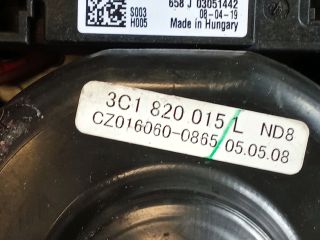 658 J 03051442
S003 08-04-19
H005 Made in Hungary
3C1 820 015 L ND8
CZ016060-0865 05.05.08